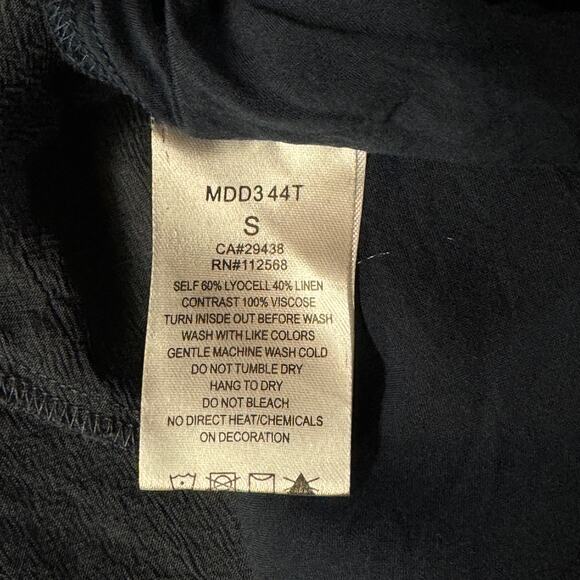 MDD344T
S
CA#29438
RN#112568
SELF 60% LYOCELL 40% LINEN
CONTRAST 100% VISCOSE
TURN INISDE OUT BEFORE WASH
WASH WITH LIKE COLORS
GENTLE MACHINE WASH COLD
DO NOT TUMBLE DRY
HANG TO DRY
DO NOT BLEACH
NO DIRECT HEAT/CHEMICALS
ON DECORATION